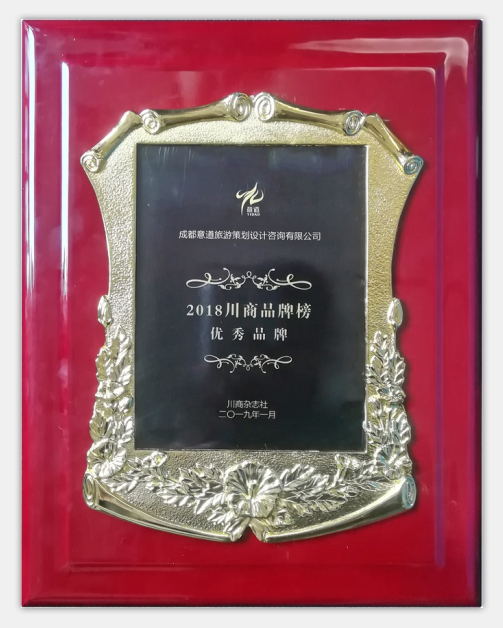 意道
YIDAO
成都意道旅游策划设计咨询有限公司
2018川商品牌榜
优秀品牌
川商杂志社
二〇一九年一月